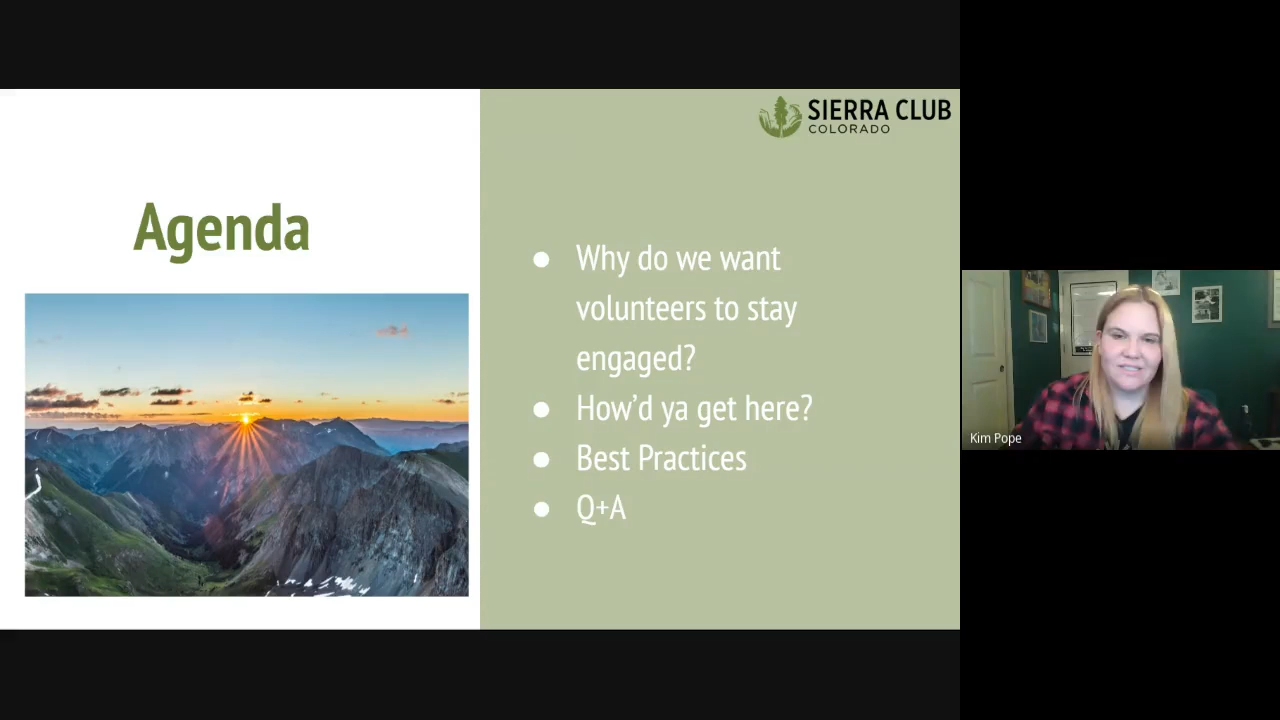 SIERRA CLUB
COLORADO
Agenda
● Why do we want
volunteers to stay
engaged?
● How'd ya get here?
● Best Practices
● Q+A
Kim Pope